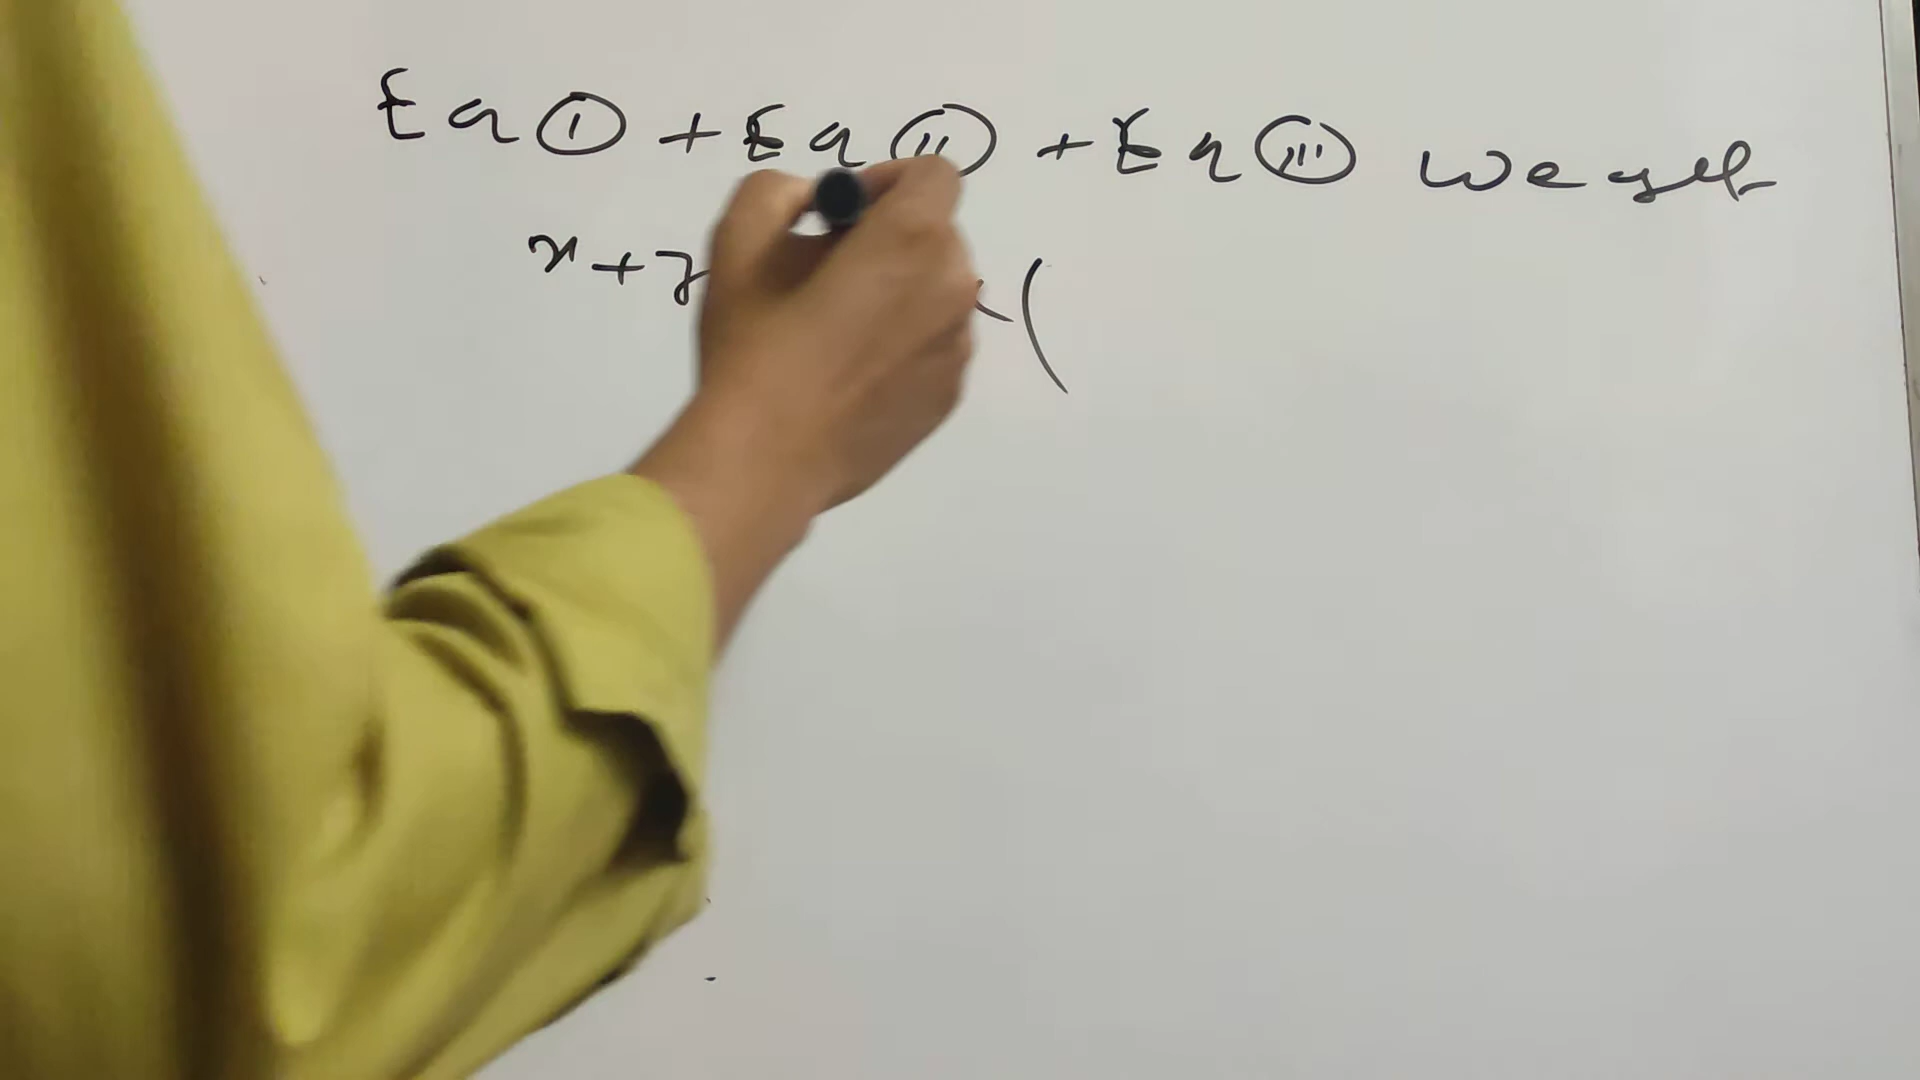 Eq (i) + Eq (ii) + Eq (iii) we get
x + y (